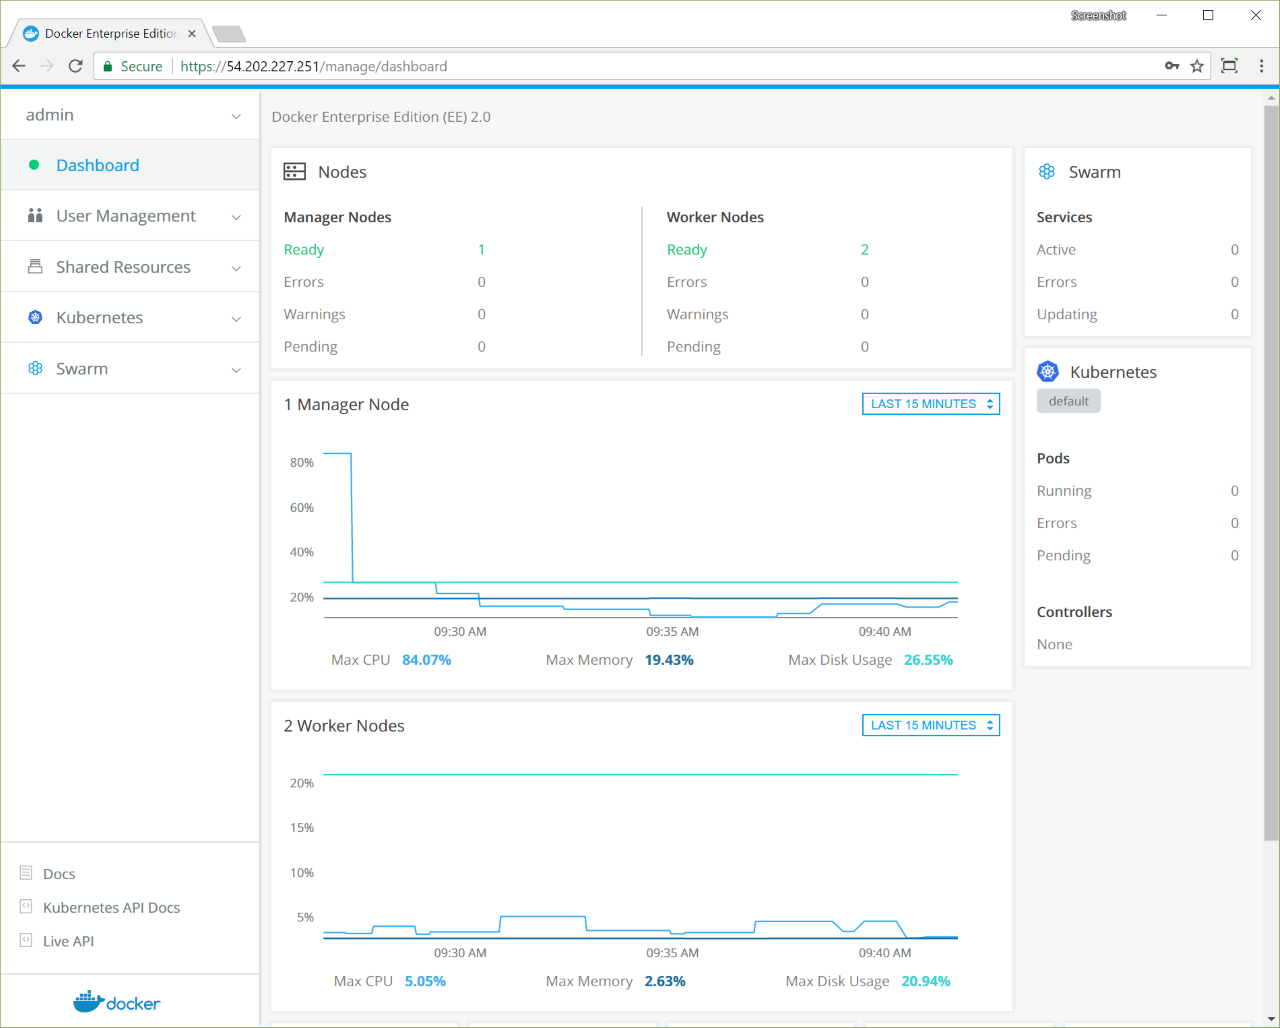 Screenshot
Docker Enterprise Edition
Secure https://54.202.227.251/manage/dashboard
admin
Dashboard
User Management
Shared Resources
Kubernetes
Swarm
Docs
Kubernetes API Docs
Live API
docker
Docker Enterprise Edition (EE) 2.0
Nodes
Manager Nodes
Ready 1
Errors 0
Warnings 0
Pending 0
Worker Nodes
Ready 2
Errors 0
Warnings 0
Pending 0
1 Manager Node
LAST 15 MINUTES
80%
60%
40%
20%
09:30 AM 09:35 AM 09:40 AM
Max CPU 84.07% Max Memory 19.43% Max Disk Usage 26.55%
2 Worker Nodes
LAST 15 MINUTES
20%
15%
10%
5%
09:30 AM 09:35 AM 09:40 AM
Max CPU 5.05% Max Memory 2.63% Max Disk Usage 20.94%
Swarm
Services
Active 0
Errors 0
Updating 0
Kubernetes
default
Pods
Running 0
Errors 0
Pending 0
Controllers
None